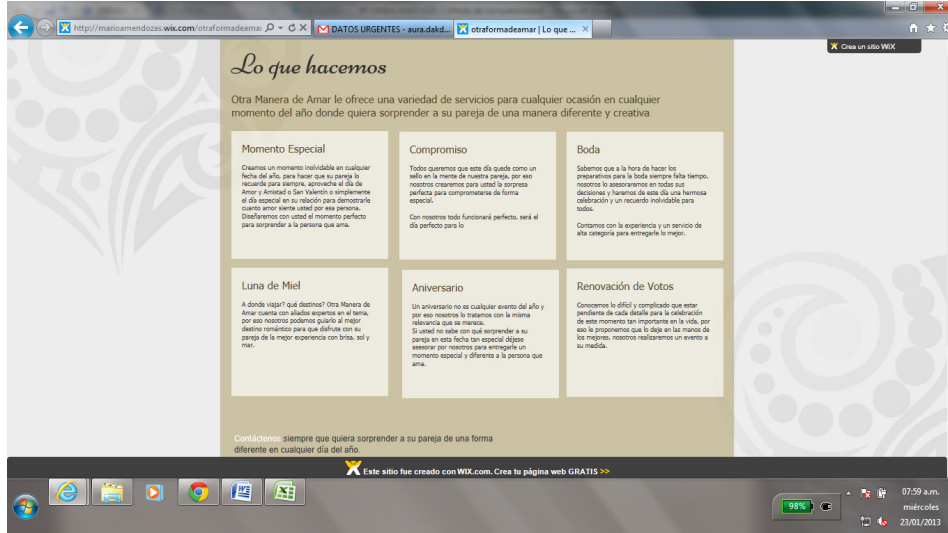 http://marioamendozas.wix.com/otraformadeamar
DATOS URGENTES - aura.dakd...
otraformadeamar | Lo que ...
Crea un sitio WiX
Lo que hacemos
Otra Manera de Amar le ofrece una variedad de servicios para cualquier ocasión en cualquier
momento del año donde quiera sorprender a su pareja de una manera diferente y creativa
Momento Especial
Creamos un momento inolvidable en cualquier
fecha del año, para hacer que su pareja lo
recuerde para siempre, aproveche el día de
Amor y Amistad o San Valentín o simplemente
el día especial en su relación para demostrarle
cuanto amor siente usted por esa persona.
Diseñaremos con usted el momento perfecto
para sorprender a la persona que ama.
Compromiso
Todos queremos que este día quede como un
sello en la mente de nuestra pareja, por eso
nosotros crearemos para usted la sorpresa
perfecta para comprometerse de forma
especial.
Con nosotros todo funcionará perfecto, será el
día perfecto para lo
Boda
Sabemos que a la hora de hacer los
preparativos para la boda siempre falta tiempo,
nosotros lo asesoraremos en todas sus
decisiones y haremos de este día una hermosa
celebración y un recuerdo inolvidable para
todos.
Contamos con la experiencia y un servicio de
alta categoría para entregarle lo mejor.
Luna de Miel
A donde viajar? qué destinos? Otra Manera de
Amar cuenta con aliados expertos en el tema,
por eso nosotros podemos guiarlo al mejor
destino romántico para que disfrute con su
pareja de la mejor experiencia con brisa, sol y
mar.
Aniversario
Un aniversario no es cualquier evento del año y
por eso nosotros lo tratamos con la misma
relevancia que se merece.
Si usted no sabe con qué sorprender a su
pareja en esta fecha tan especial déjese
asesorar por nosotros para entregarle un
momento especial y diferente a la persona que
ama.
Renovación de Votos
Conocemos lo difícil y complicado que estar
pendiente de cada detalle para la celebración
de este momento tan importante en la vida, por
eso le proponemos que lo deje en las manos de
los mejores, nosotros realizaremos un evento a
su medida.
Contáctenos siempre que quiera sorprender a su pareja de una forma
diferente en cualquier día del año.
Este sitio fue creado con WIX.com. Crea tu página web GRATIS >>
98%
07:59 a.m.
miércoles
23/01/2013